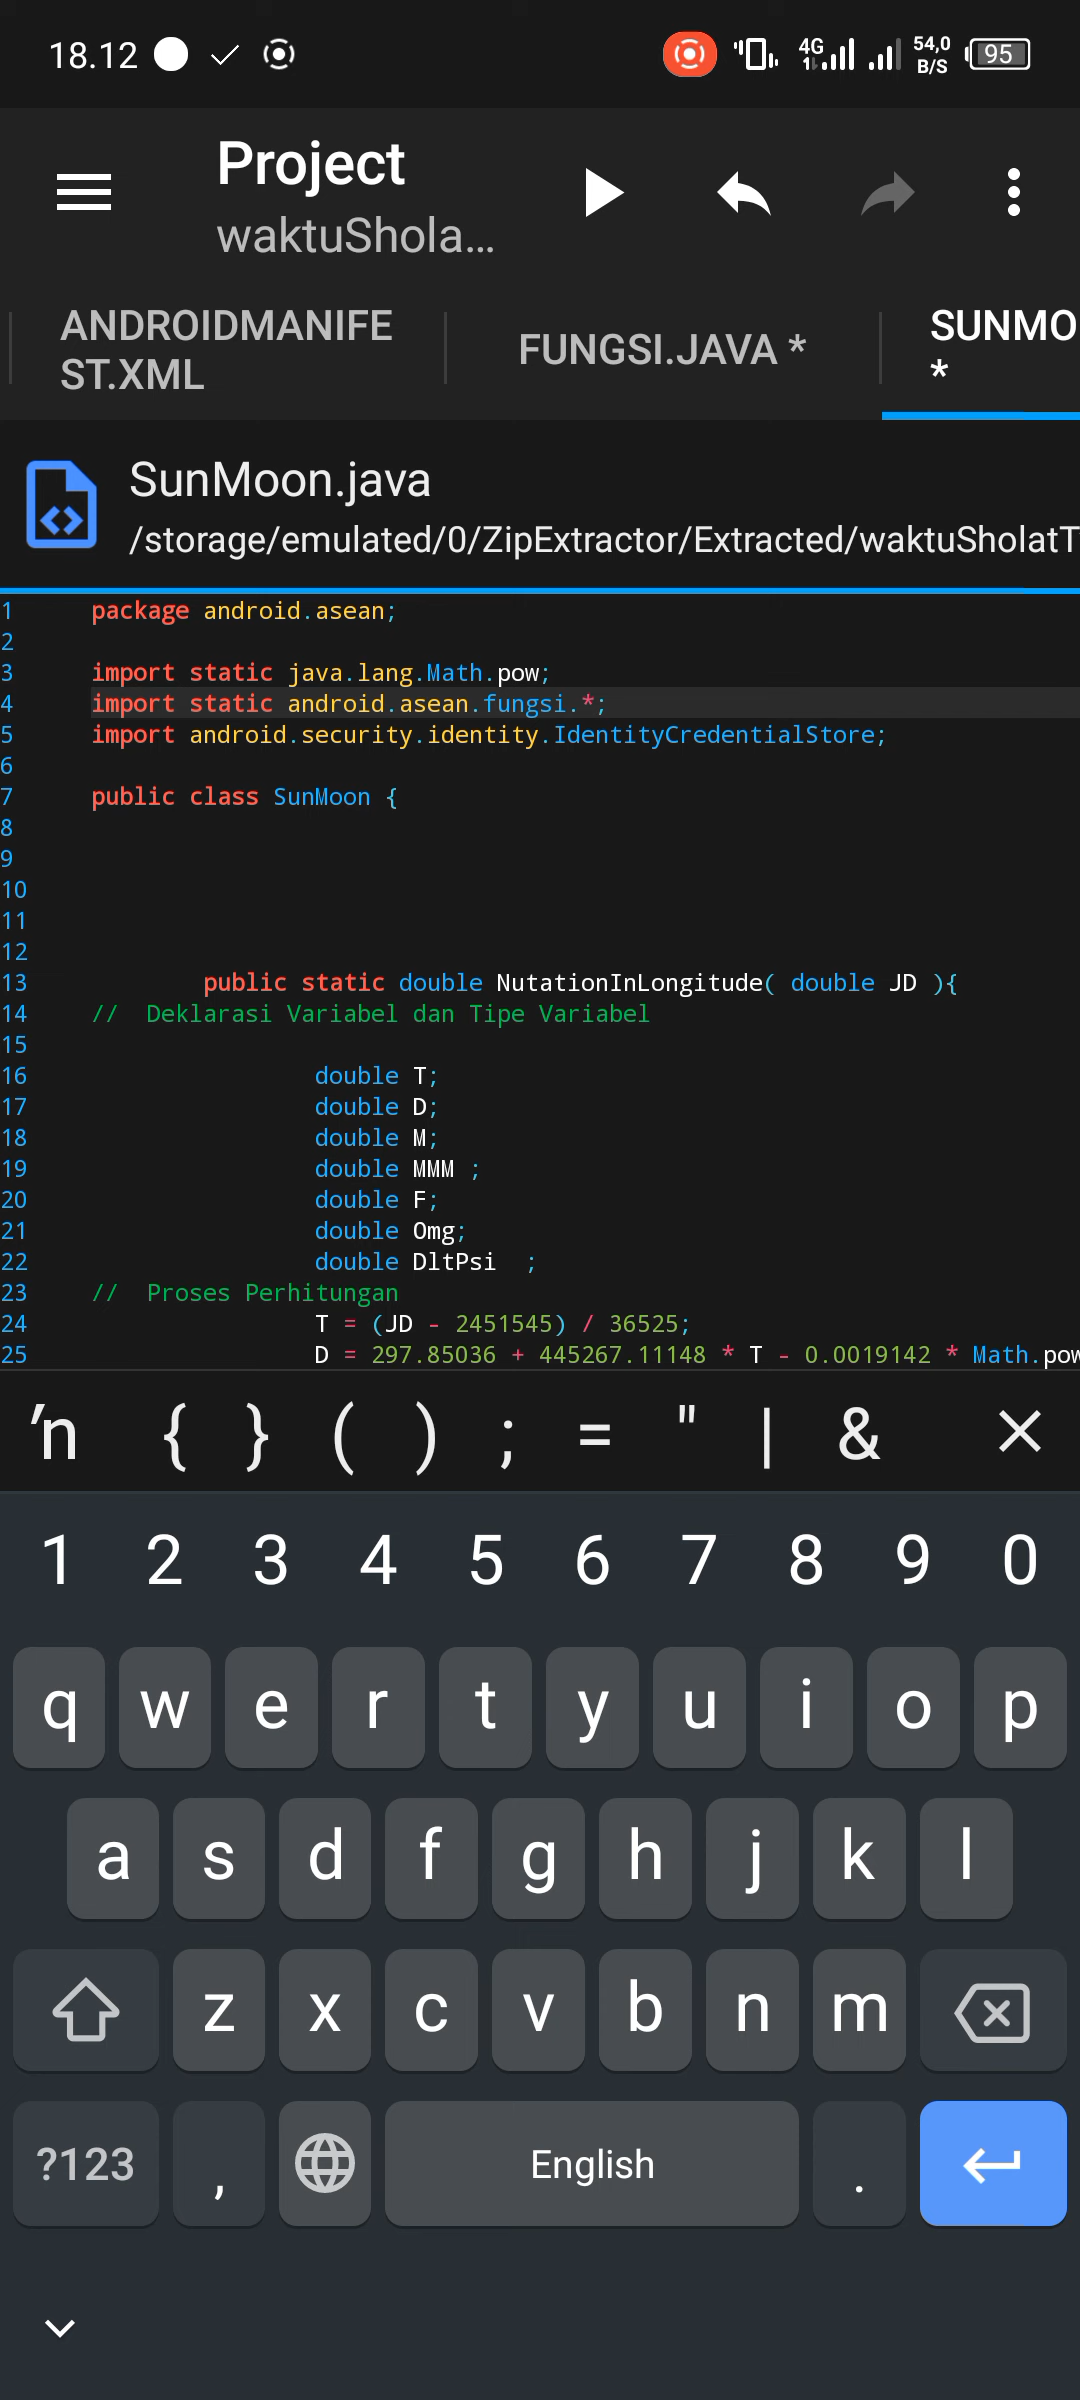 18.12
4G
54,0
B/S
95
Project
waktuShola...
ANDROIDMANIFE
ST.XML
FUNGSI.JAVA *
SUNMO
*
SunMoon.java
/storage/emulated/0/ZipExtractor/Extracted/waktuSholatT
1 package android.asean;
2
3 import static java.lang.Math.pow;
4 import static android.asean.fungsi.*;
5 import android.security.identity.IdentityCredentialStore;
6
7 public class SunMoon {
8
9
10
11
12
13 public static double NutationInLongitude( double JD ){
14 // Deklarasi Variabel dan Tipe Variabel
15
16 double T;
17 double D;
18 double M;
19 double MMM ;
20 double F;
21 double Omg;
22 double DltPsi ;
23 // Proses Perhitungan
24 T = (JD - 2451545) / 36525;
25 D = 297.85036 + 445267.11148 * T - 0.0019142 * Math.pow
'n { } ( ) ; = " | &
1 2 3 4 5 6 7 8 9 0
q w e r t y u i o p
a s d f g h j k l
z x c v b n m
?123 , English .